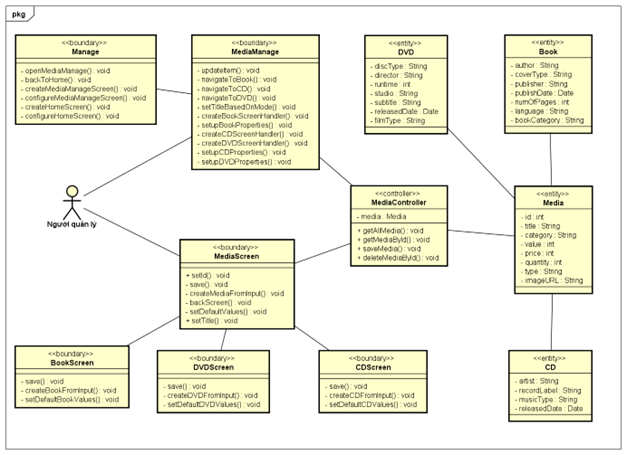 pkg
<<boundary>>
Manage
- openMediaManage() : void
- backToHome() : void
- createMediaManageScreen() : void
- configureMediaManageScreen() : void
- createHomeScreen() : void
- configureHomeScreen() : void
<<boundary>>
MediaManage
- updateItem() : void
- navigateToBook() : void
- navigateToCD() : void
- navigateToDVD() : void
- setTitleBasedOnMode() : void
- createBookScreenHandler() : void
- setupBookProperties() : void
- createCDScreenHandler() : void
- createDVDScreenHandler() : void
- setupCDProperties() : void
- setupDVDProperties() : void
<<entity>>
DVD
- discType : String
- director : String
- runtime : int
- studio : String
- subtitle : String
- releasedDate : Date
- filmType : String
<<entity>>
Book
- author : String
- coverType : String
- publisher : String
- publishDate : Date
- numOfPages : int
- language : String
- bookCategory : String
Người quản lý
<<controller>>
MediaController
- media : Media
+ getAllMedia() : void
+ getMediaById() : void
+ saveMedia() : void
+ deleteMediaById() : void
<<entity>>
Media
- id : int
- title : String
- category : String
- value : int
- price : int
- quantity : int
- type : String
- imageURL : String
<<boundary>>
MediaScreen
+ setId() : void
- save() : void
- createMediaFromInput() : void
- backScreen() : void
- setDefaultValues() : void
+ setTitle() : void
<<boundary>>
BookScreen
- save() : void
- createBookFromInput() : void
- setDefaultBookValues() : void
<<boundary>>
DVDScreen
- save() : void
- createDVDFromInput() : void
- setDefaultDVDValues() : void
<<boundary>>
CDScreen
- save() : void
- createCDFromInput() : void
- setDefaultCDValues() : void
<<entity>>
CD
- artist : String
- recordLabel : String
- musicType : String
- releasedDate : Date